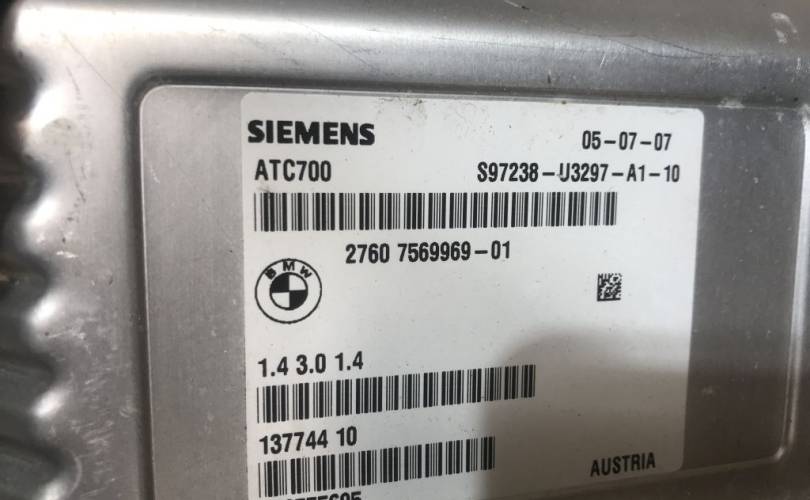 SIEMENS 05-07-07
ATC700 S97238-U3297-A1-10
2760 7569969-01
BMW
1.4 3.0 1.4
137744 10
AUSTRIA